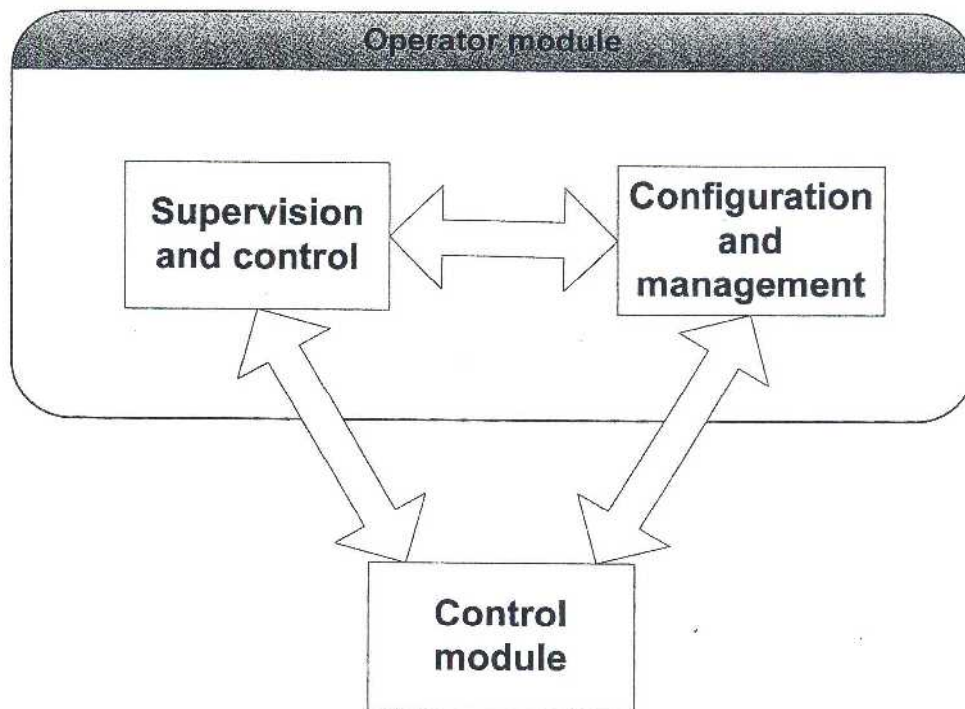 Operator module
Supervision
and control
Configuration
and
management
Control
module